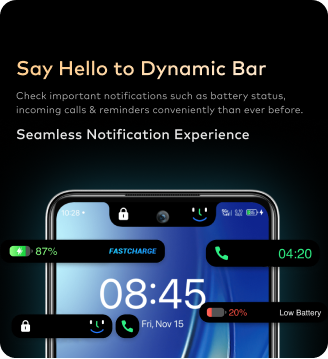 Say Hello to Dynamic Bar
Check important notifications such as battery status,
incoming calls & reminders conveniently than ever before.
Seamless Notification Experience
10:28
87%
FASTCHARGE
04:20
08:45
20%
Low Battery
Fri, Nov 15